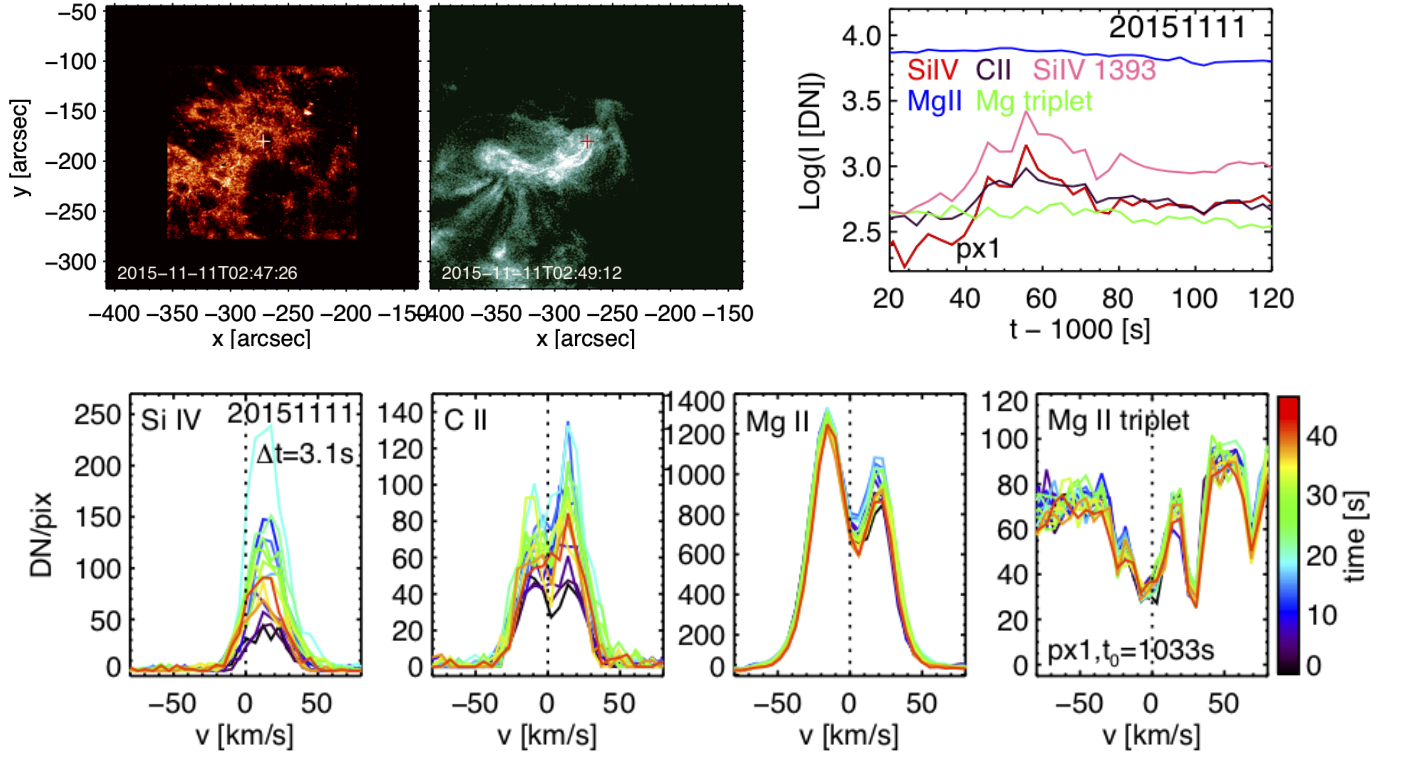 −50
−100
−150
−200
−250
−300
y [arcsec]
2015−11−11T02:47:26
2015−11−11T02:49:12
−400 −350 −300 −250 −200 −150
−400 −350 −300 −250 −200 −150
x [arcsec]
x [arcsec]
20151111
SiIV CII SiIV 1393
MgII Mg triplet
px1
4.0
3.5
3.0
2.5
Log(I [DN])
20 40 60 80 100 120
t − 1000 [s]
Si IV 20151111
Δt=3.1s
250
200
150
100
50
0
DN/pix
−50 0 50
v [km/s]
C II
140
120
100
80
60
40
20
0
−50 0 50
v [km/s]
Mg II
1400
1200
1000
800
600
400
200
0
−50 0 50
v [km/s]
Mg II triplet
px1,t₀=1033s
120
100
80
60
40
20
0
−50 0 50
v [km/s]
40
30
20
10
0
time [s]